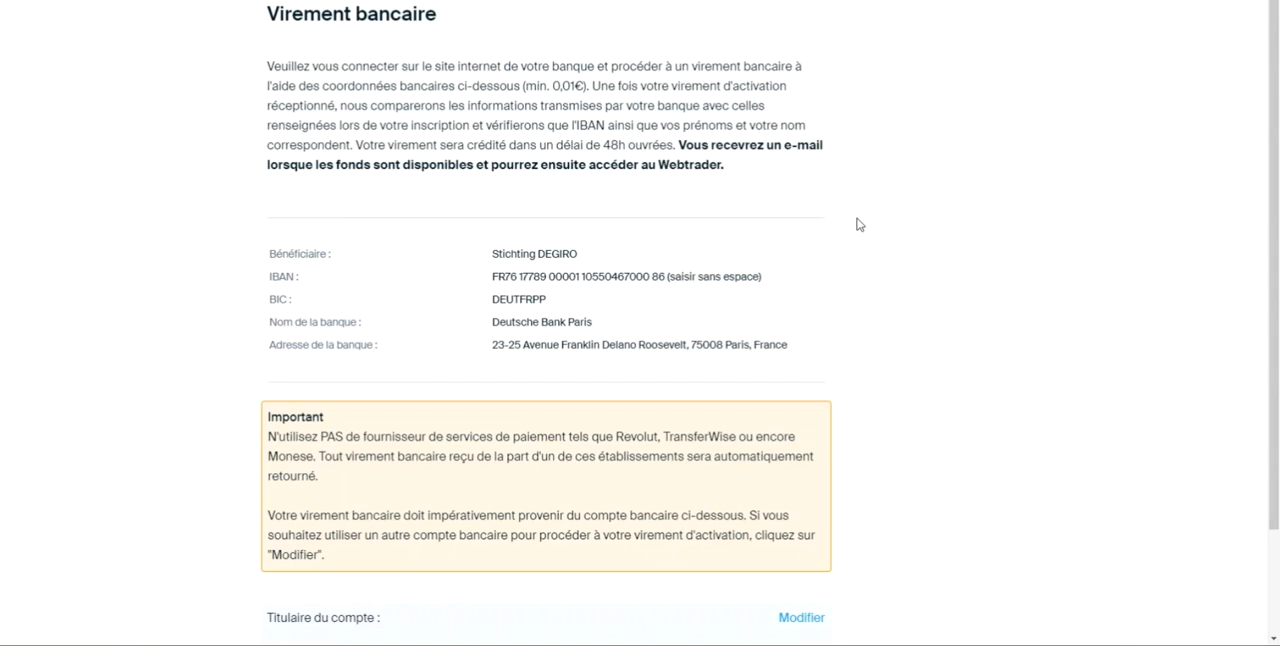 Virement bancaire
Veuillez vous connecter sur le site internet de votre banque et procéder à un virement bancaire à
l'aide des coordonnées bancaires ci-dessous (min. 0,01€). Une fois votre virement d'activation
réceptionné, nous comparerons les informations transmises par votre banque avec celles
renseignées lors de votre inscription et vérifierons que l'IBAN ainsi que vos prénoms et votre nom
correspondent. Votre virement sera crédité dans un délai de 48h ouvrées. Vous recevrez un e-mail
lorsque les fonds sont disponibles et pourrez ensuite accéder au Webtrader.
Bénéficiaire : Stichting DEGIRO
IBAN : FR76 17789 00001 10550467000 86 (saisir sans espace)
BIC : DEUTFRPP
Nom de la banque : Deutsche Bank Paris
Adresse de la banque : 23-25 Avenue Franklin Delano Roosevelt, 75008 Paris, France
Important
N'utilisez PAS de fournisseur de services de paiement tels que Revolut, TransferWise ou encore
Monese. Tout virement bancaire reçu de la part d'un de ces établissements sera automatiquement
retourné.
Votre virement bancaire doit impérativement provenir du compte bancaire ci-dessous. Si vous
souhaitez utiliser un autre compte bancaire pour procéder à votre virement d'activation, cliquez sur
"Modifier".
Titulaire du compte : Modifier